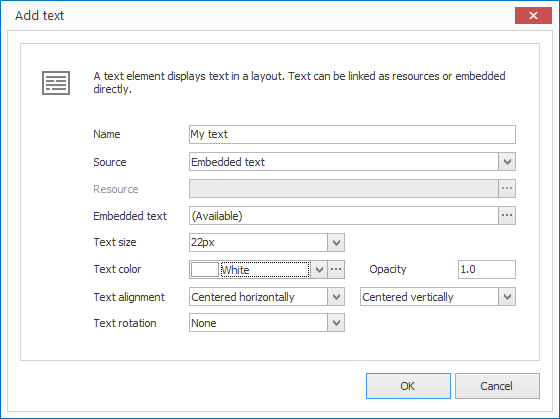 Add text
A text element displays text in a layout. Text can be linked as resources or embedded
directly.
Name My text
Source Embedded text
Resource
Embedded text (Available)
Text size 22px
Text color White Opacity 1.0
Text alignment Centered horizontally Centered vertically
Text rotation None
OK Cancel